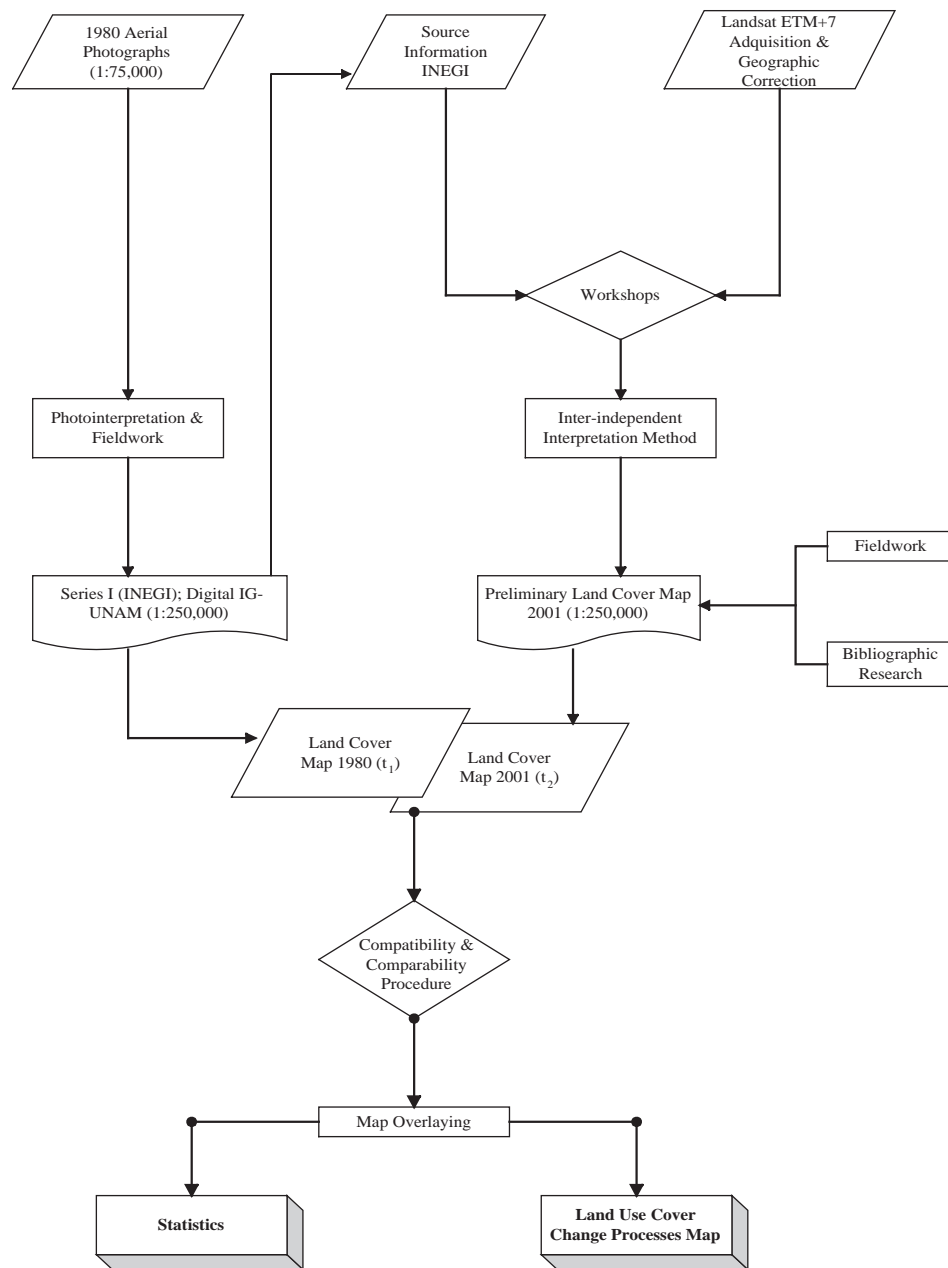 1980 Aerial
Photographs
(1:75,000)
Source
Information
INEGI
Landsat ETM+7
Adquisition &
Geographic
Correction
Workshops
Photointerpretation &
Fieldwork
Inter-independent
Interpretation Method
Fieldwork
Series I (INEGI); Digital IG-
UNAM (1:250,000)
Preliminary Land Cover Map
2001 (1:250,000)
Bibliographic
Research
Land Cover
Map 1980 (t₁)
Land Cover
Map 2001 (t₂)
Compatibility &
Comparability
Procedure
Map Overlaying
Statistics
Land Use Cover
Change Processes Map